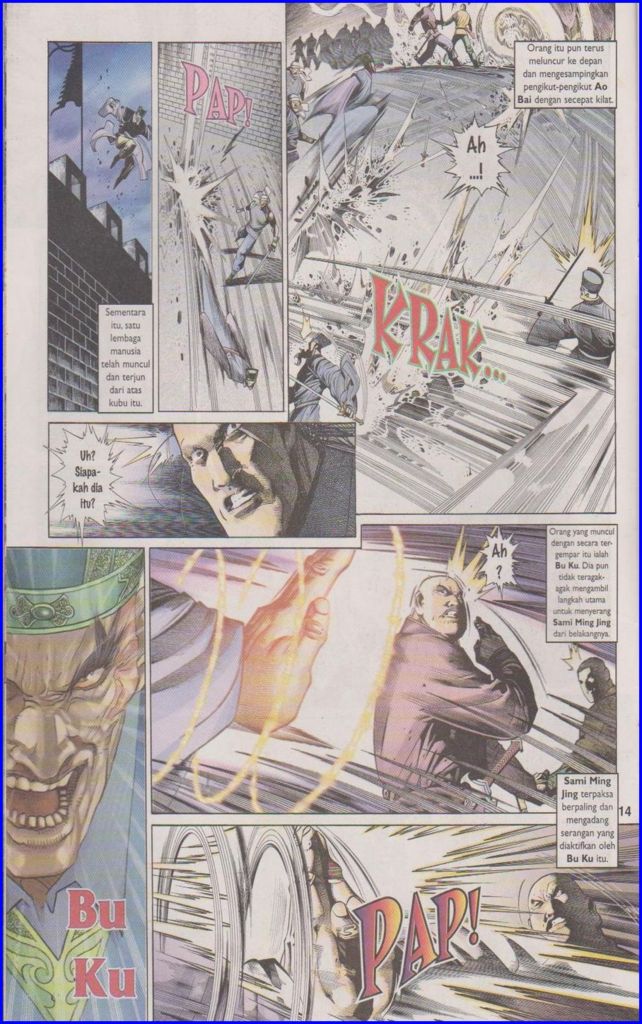 Sementara
itu, satu
lembaga
manusia
telah muncul
dan terjun
dari atas
kubu itu.
PAP!
Orang itu pun terus
meluncur ke depan
dan mengesampingkan
pengikut-pengikut Ao
Bai dengan secepat kilat.
Ah
...!
KRAK...
Uh?
Siapa-
kah dia
itu?
Ah
?
Orang yang muncul
dengan secara ter-
gempar itu ialah
Bu Ku. Dia pun
tidak teragak-
agak mengambil
langkah utama
untuk menyerang
Sami Ming Jing
dari belakangnya.
Bu
Ku
Sami Ming
Jing terpaksa
berpaling dan
mengadang
serangan yang
diaktifkan oleh
Bu Ku itu.
14
PAP!